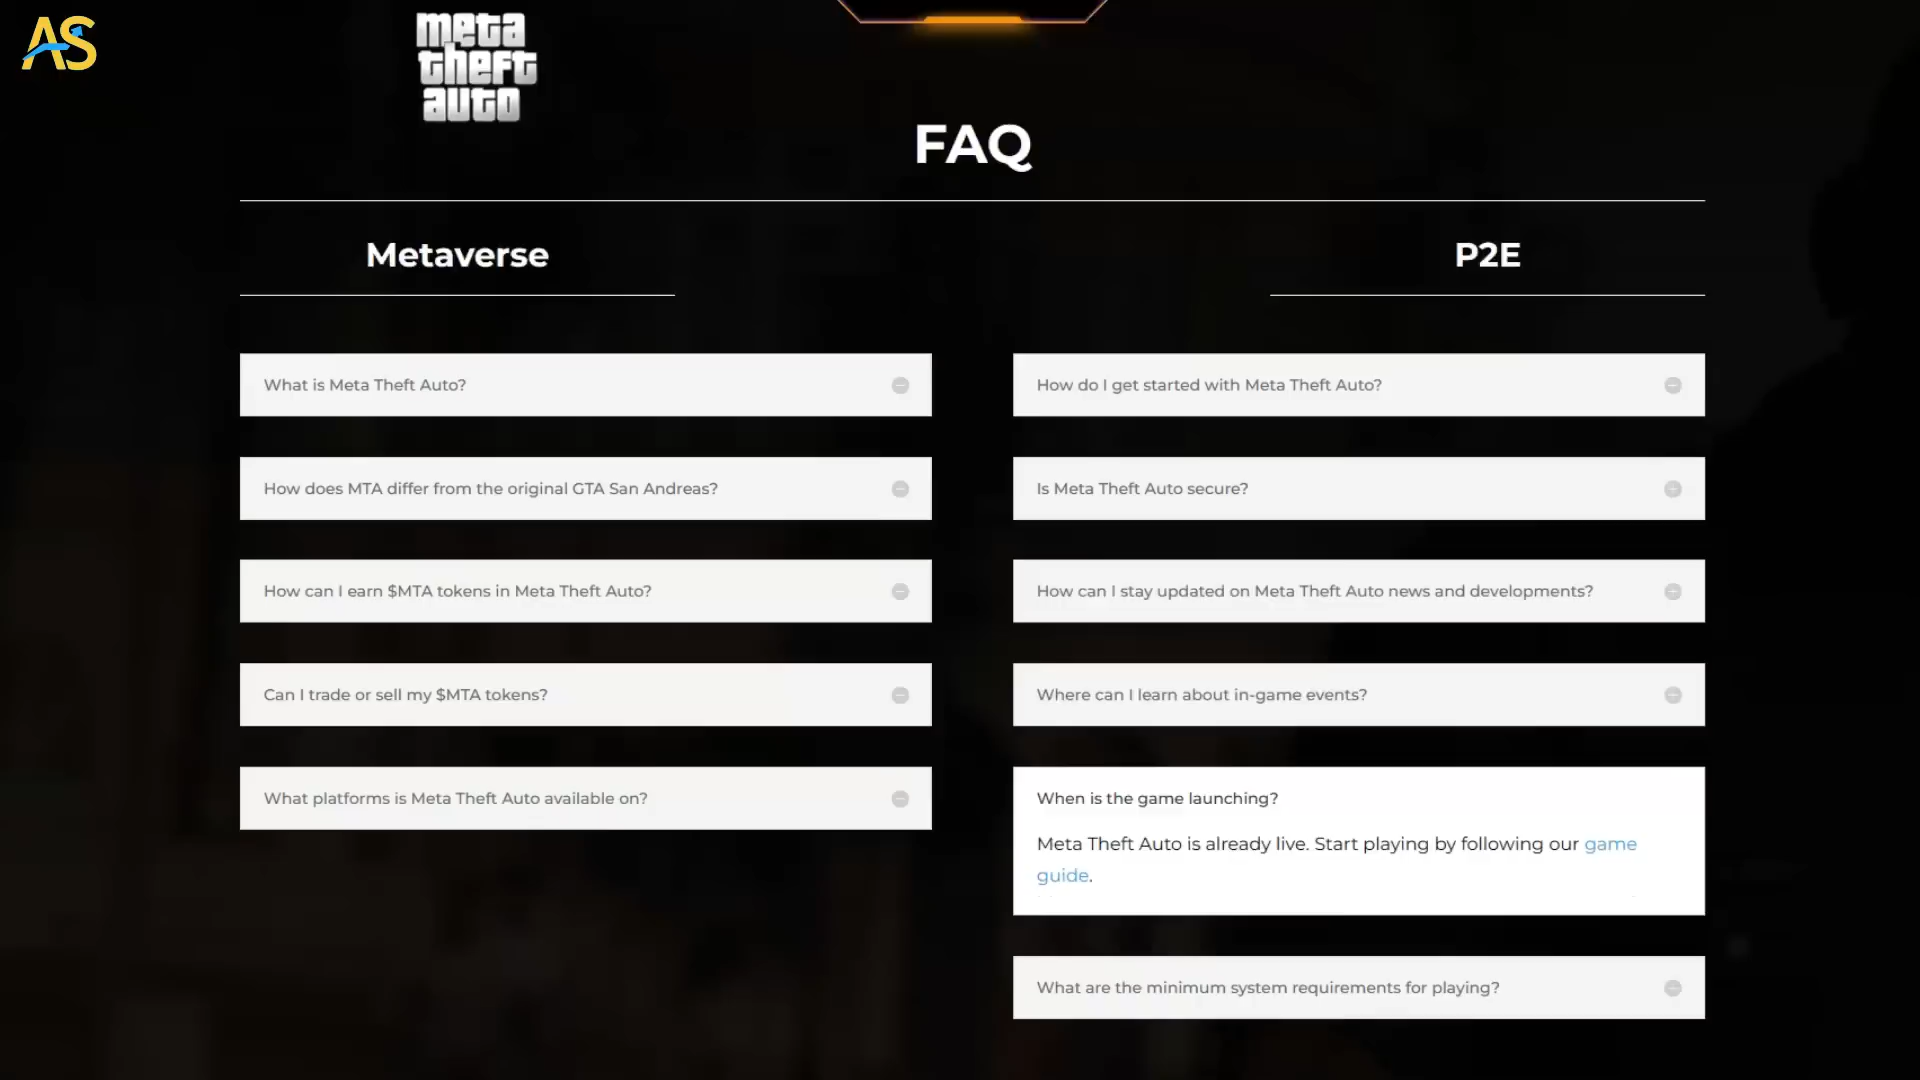 AS
meta
theft
auto
FAQ
Metaverse
P2E
What is Meta Theft Auto?
How does MTA differ from the original GTA San Andreas?
How can I earn $MTA tokens in Meta Theft Auto?
Can I trade or sell my $MTA tokens?
What platforms is Meta Theft Auto available on?
How do I get started with Meta Theft Auto?
Is Meta Theft Auto secure?
How can I stay updated on Meta Theft Auto news and developments?
Where can I learn about in-game events?
When is the game launching?
Meta Theft Auto is already live. Start playing by following our game
guide.
What are the minimum system requirements for playing?